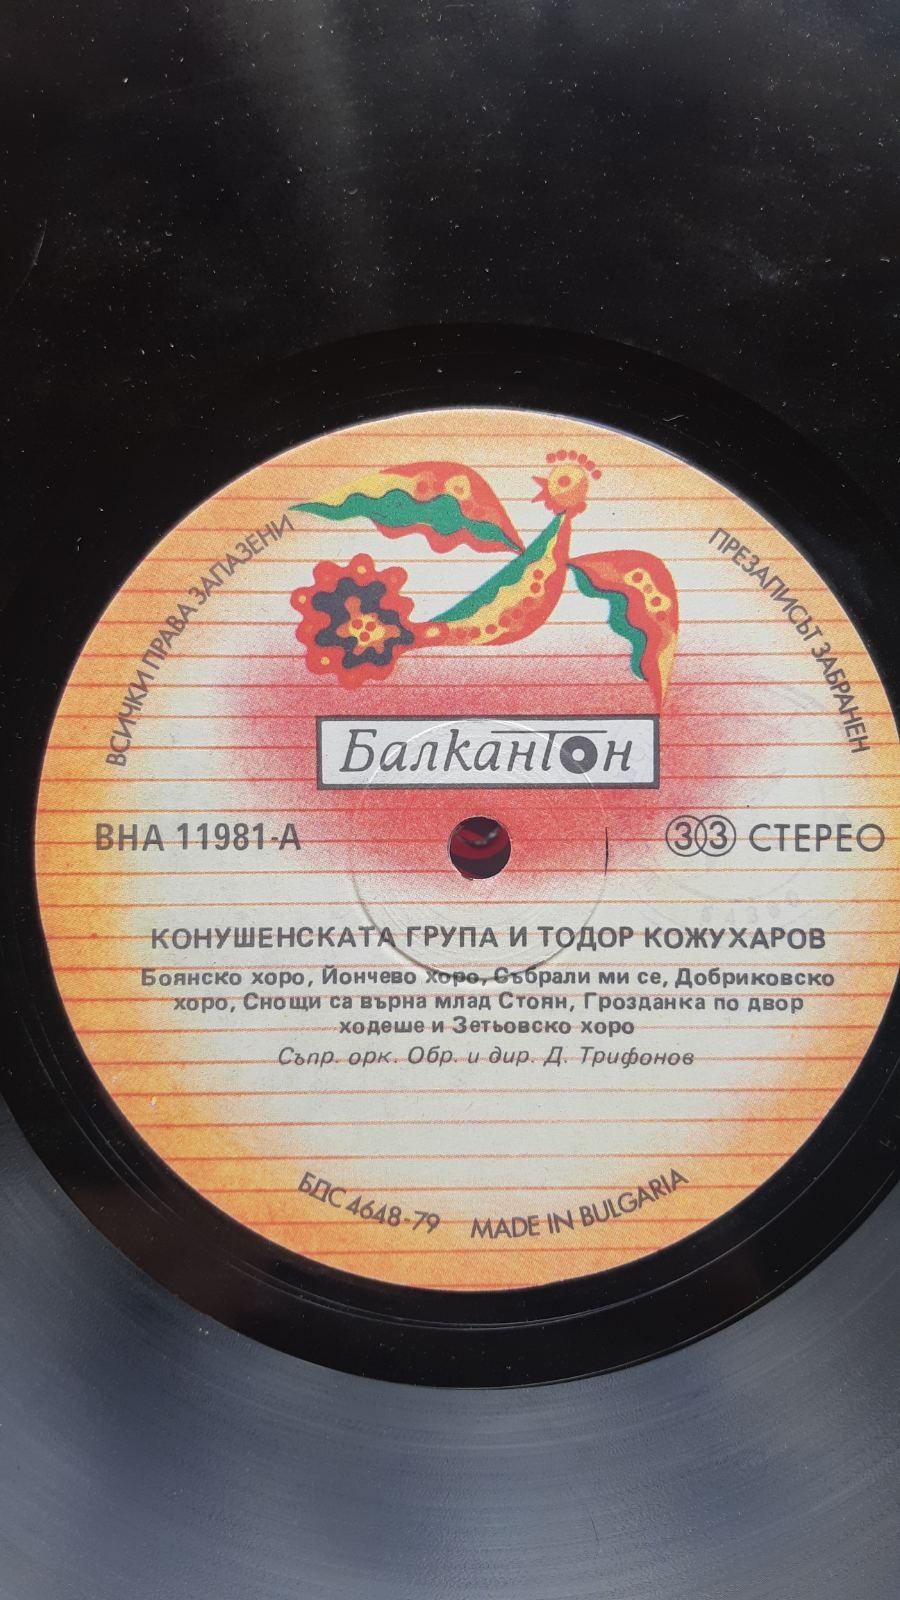 ВСИЧКИ ПРАВА ЗАПАЗЕНИ
ПРЕЗАПИСЪТ ЗАБРАНЕН
Балкантон
ВНА 11981-А
33 СТЕРЕО
КОНУШЕНСКАТА ГРУПА И ТОДОР КОЖУХАРОВ
Боянско хоро, Йончево хоро, Събрали ми се, Добриковско
хоро, Снощи са върна млад Стоян, Грозданка по двор
ходеше и Зетьовско хоро
Съпр. орк. Обр. и дир. Д. Трифонов
БДС 4648-79
MADE IN BULGARIA